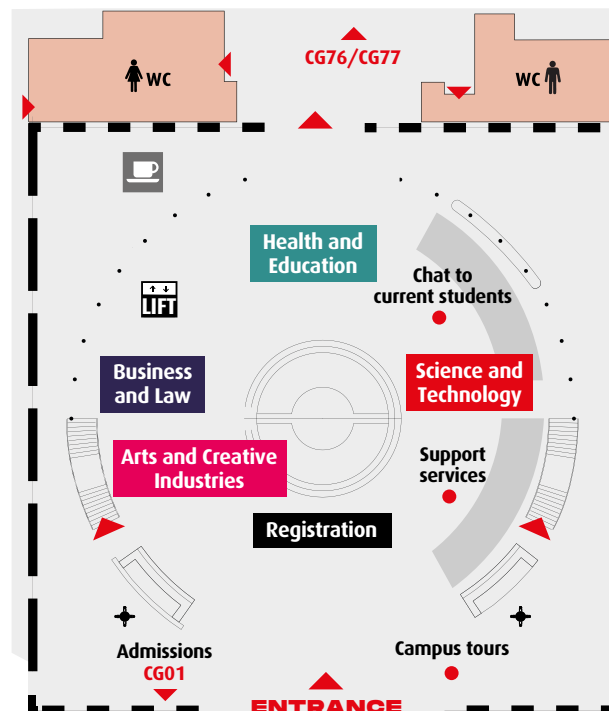 CG76/CG77
WC
WC
Health and
Education
Chat to
current students
LIFT
Business
and Law
Science and
Technology
Arts and Creative
Industries
Support
services
Registration
Admissions
CG01
Campus tours
ENTRANCE